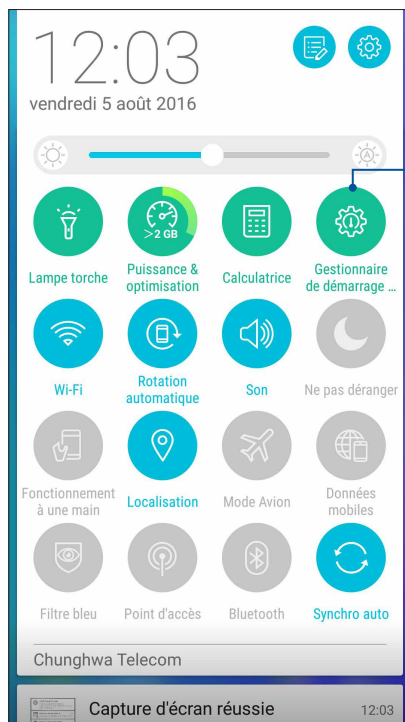 12:03
vendredi 5 août 2016
A
>2 GB
Lampe torche
Puissance &
optimisation
Calculatrice
Gestionnaire
de démarrage ...
Wi-Fi
Rotation
automatique
Son
Ne pas déranger
Fonctionnement
à une main
Localisation
Mode Avion
Données
mobiles
Filtre bleu
Point d'accès
Bluetooth
Synchro auto
Chunghwa Telecom
Capture d'écran réussie
12:03